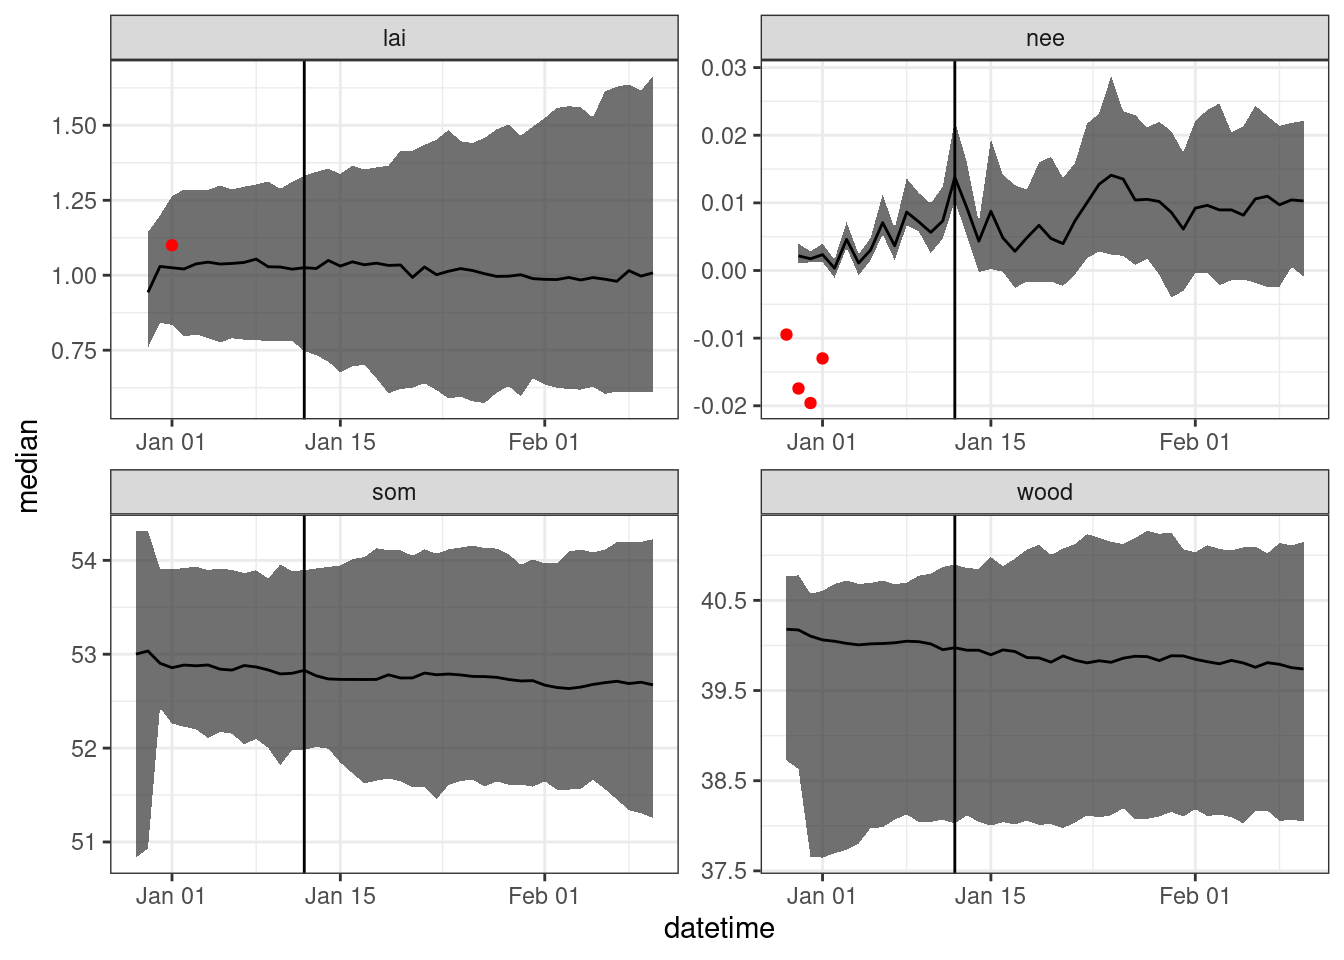 lai
nee
1.50
1.25
1.00
0.75
0.03
0.02
0.01
0.00
-0.01
-0.02
Jan 01 Jan 15 Feb 01
Jan 01 Jan 15 Feb 01
median
som
wood
54
53
52
51
40.5
39.5
38.5
37.5
Jan 01 Jan 15 Feb 01
Jan 01 Jan 15 Feb 01
datetime